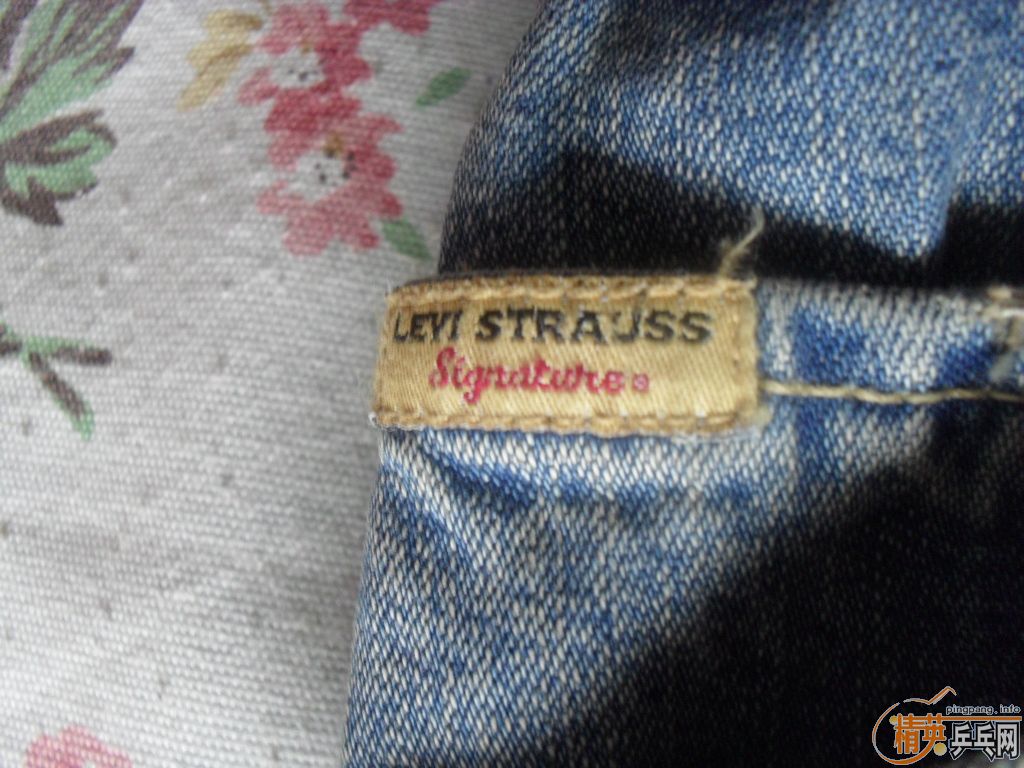 LEVI STRAUSS
Signature®
pingpang.info
精英乒乓网